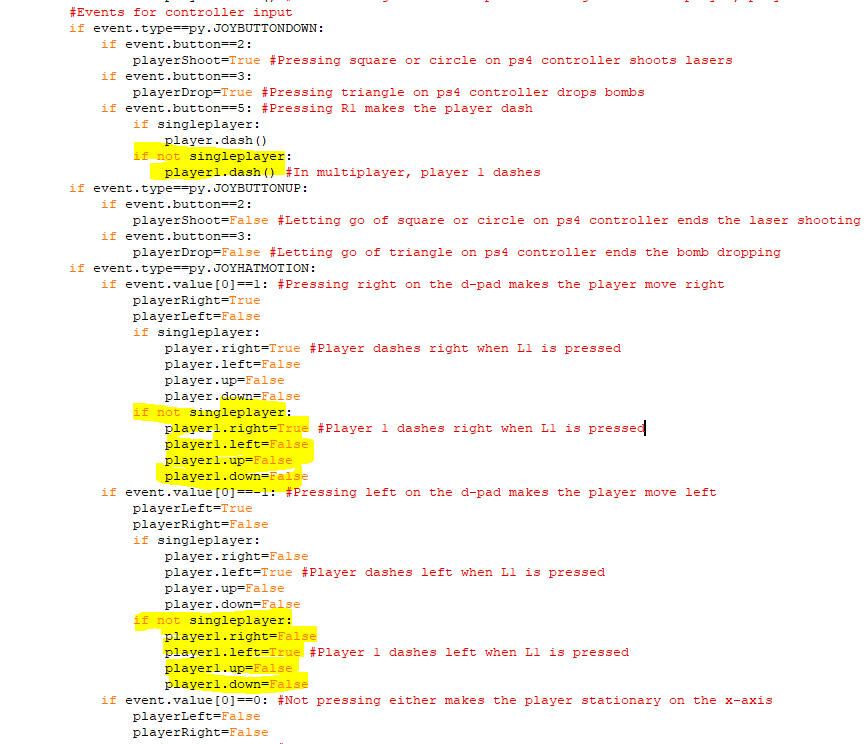 #Events for controller input
if event.type==py.JOYBUTTONDOWN:
if event.button==2:
playerShoot=True #Pressing square or circle on ps4 controller shoots lasers
if event.button==3:
playerDrop=True #Pressing triangle on ps4 controller drops bombs
if event.button==5: #Pressing R1 makes the player dash
if singleplayer:
player.dash()
if not singleplayer:
player1.dash() #In multiplayer, player 1 dashes
if event.type==py.JOYBUTTONUP:
if event.button==2:
playerShoot=False #Letting go of square or circle on ps4 controller ends the laser shooting
if event.button==3:
playerDrop=False #Letting go of triangle on ps4 controller ends the bomb dropping
if event.type==py.JOYHATMOTION:
if event.value[0]==1: #Pressing right on the d-pad makes the player move right
playerRight=True
playerLeft=False
if singleplayer:
player.right=True #Player dashes right when L1 is pressed
player.left=False
player.up=False
player.down=False
if not singleplayer:
player1.right=True #Player 1 dashes right when L1 is pressed
player1.left=False
player1.up=False
player1.down=False
if event.value[0]==-1: #Pressing left on the d-pad makes the player move left
playerLeft=True
playerRight=False
if singleplayer:
player.right=False
player.left=True #Player dashes left when L1 is pressed
player.up=False
player.down=False
if not singleplayer:
player1.right=False
player1.left=True #Player 1 dashes left when L1 is pressed
player1.up=False
player1.down=False
if event.value[0]==0: #Not pressing either makes the player stationary on the x-axis
playerLeft=False
playerRight=False